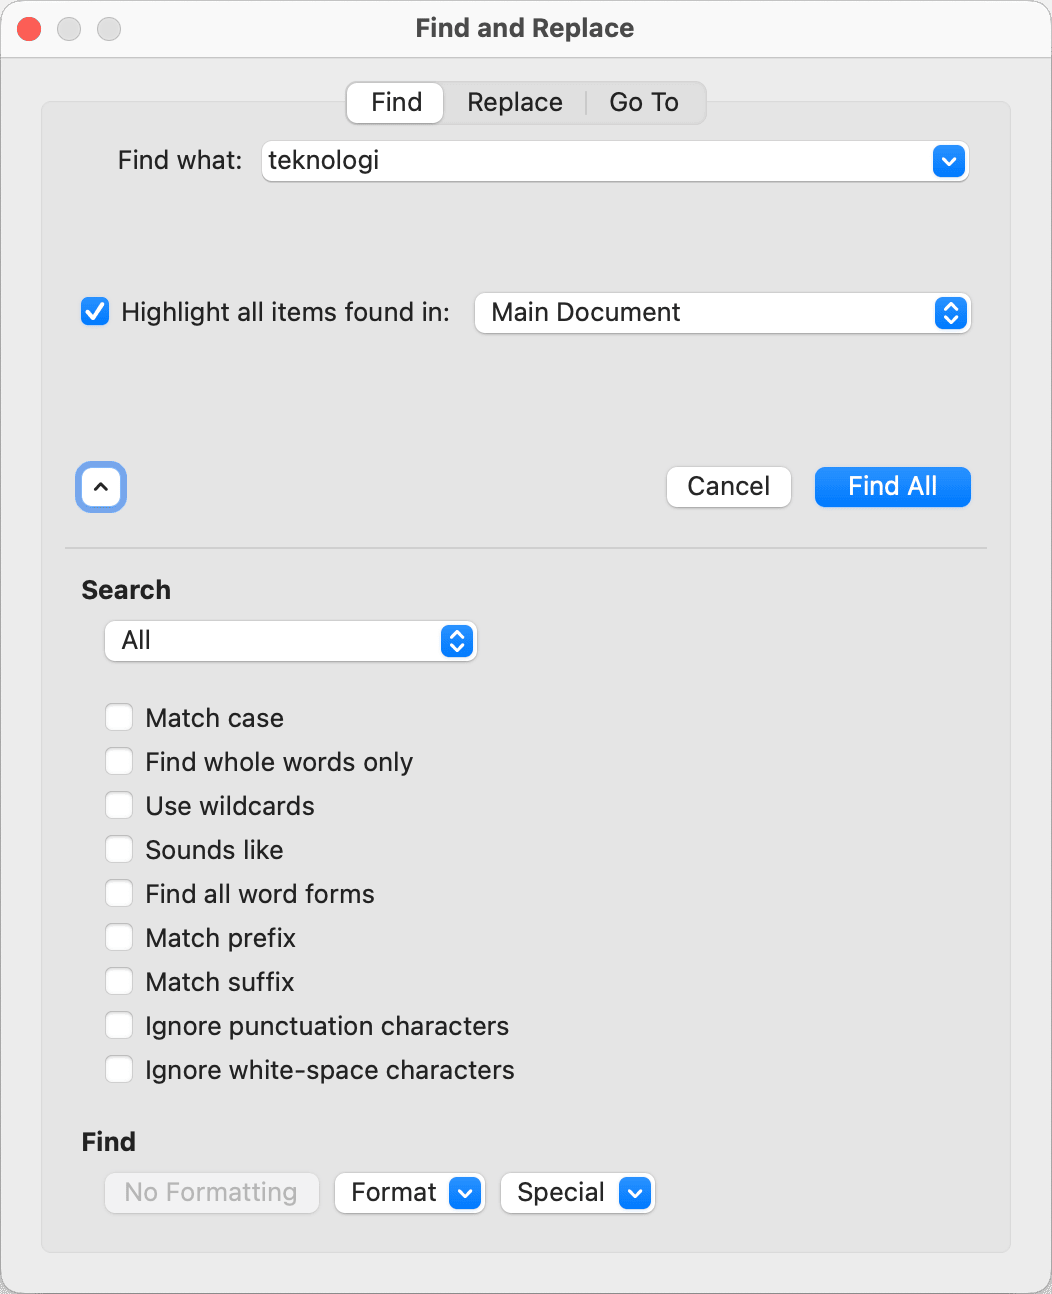 Find and Replace
Find Replace Go To
Find what: teknologi
Highlight all items found in: Main Document
Cancel Find All
Search
All
Match case
Find whole words only
Use wildcards
Sounds like
Find all word forms
Match prefix
Match suffix
Ignore punctuation characters
Ignore white-space characters
Find
No Formatting Format Special